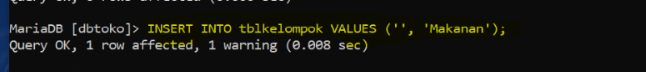 MariaDB [dbtoko]> INSERT INTO tblkelompok VALUES ('', 'Makanan');
Query OK, 1 row affected, 1 warning (0.008 sec)